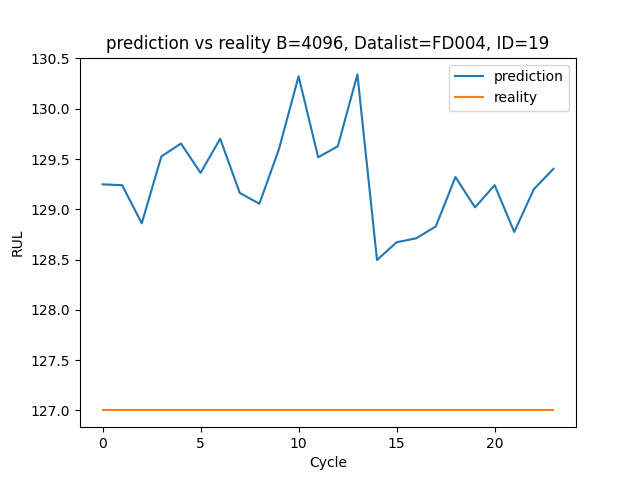 prediction vs reality B=4096, Datalist=FD004, ID=19
prediction
reality
RUL
130.5
130.0
129.5
129.0
128.5
128.0
127.5
127.0
0 5 10 15 20
Cycle